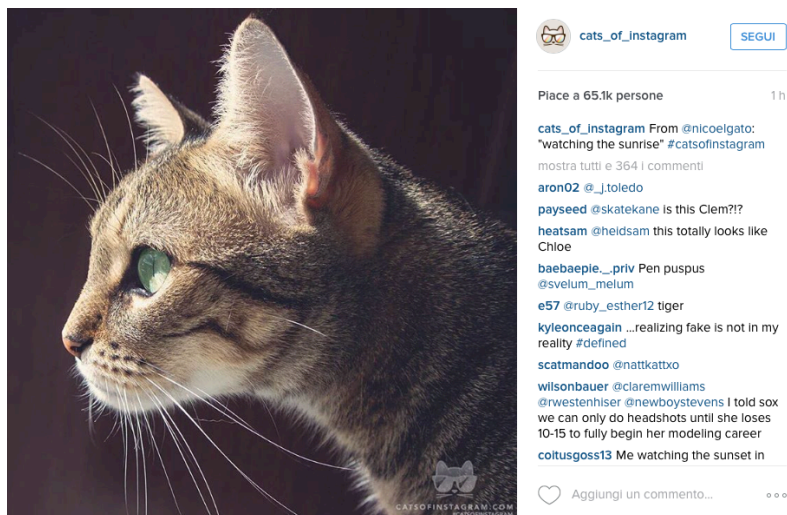 cats_of_instagram
SEGUI
Piace a 65.1k persone
1 h
cats_of_instagram From @nicoelgato:
"watching the sunrise" #catsofinstagram
mostra tutti e 364 i commenti
aron02 @_j.toledo
payseed @skatekane is this Clem?!?
heatsam @heidsam this totally looks like
Chloe
baebaepie._.priv Pen puspus
@svelum_melum
e57 @ruby_esther12 tiger
kyleonceagain ...realizing fake is not in my
reality #defined
scatmandoo @nattkattxo
wilsonbauer @claremwilliams
@rwestenhiser @newboystevens I told sox
we can only do headshots until she loses
10-15 to fully begin her modeling career
coitusgoss13 Me watching the sunset in
Aggiungi un commento...
CATSOFINSTAGRAM.COM
#CATSOFINSTAGRAM